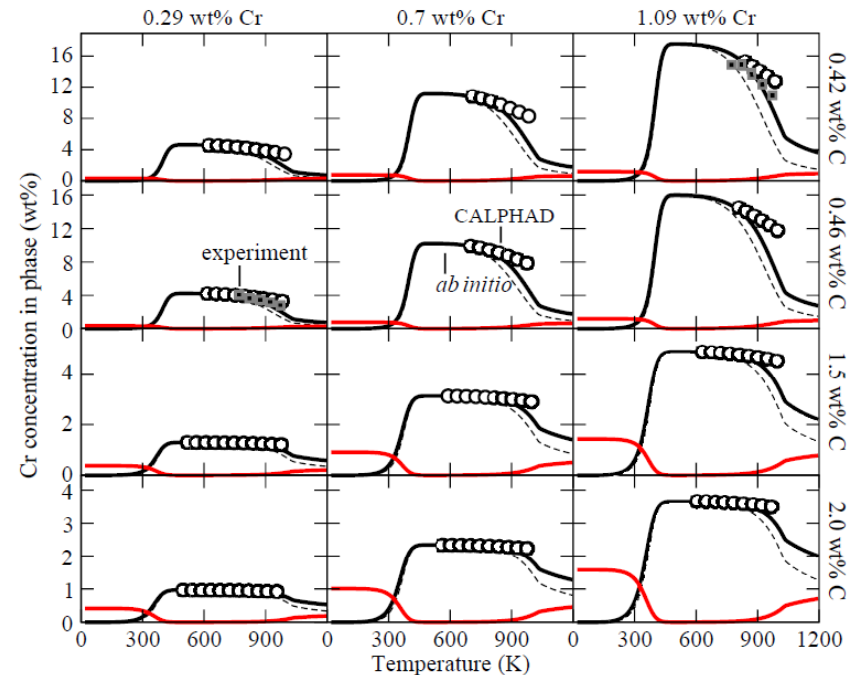 0.29 wt% Cr 0.7 wt% Cr 1.09 wt% Cr
16
12
8
4
0
0.42 wt% C
16
12
8
4
0
experiment
CALPHAD
ab initio
0.46 wt% C
4
2
0
1.5 wt% C
4
3
2
1
0
2.0 wt% C
0 300 600 900 0 300 600 900 0 300 600 900 1200
Temperature (K)
Cr concentration in phase (wt%)